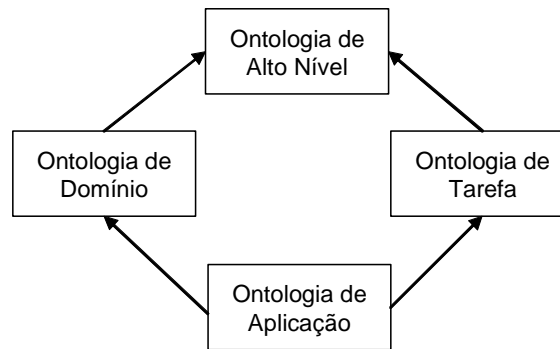 Ontologia de
Alto Nível
Ontologia de
Domínio
Ontologia de
Tarefa
Ontologia de
Aplicação